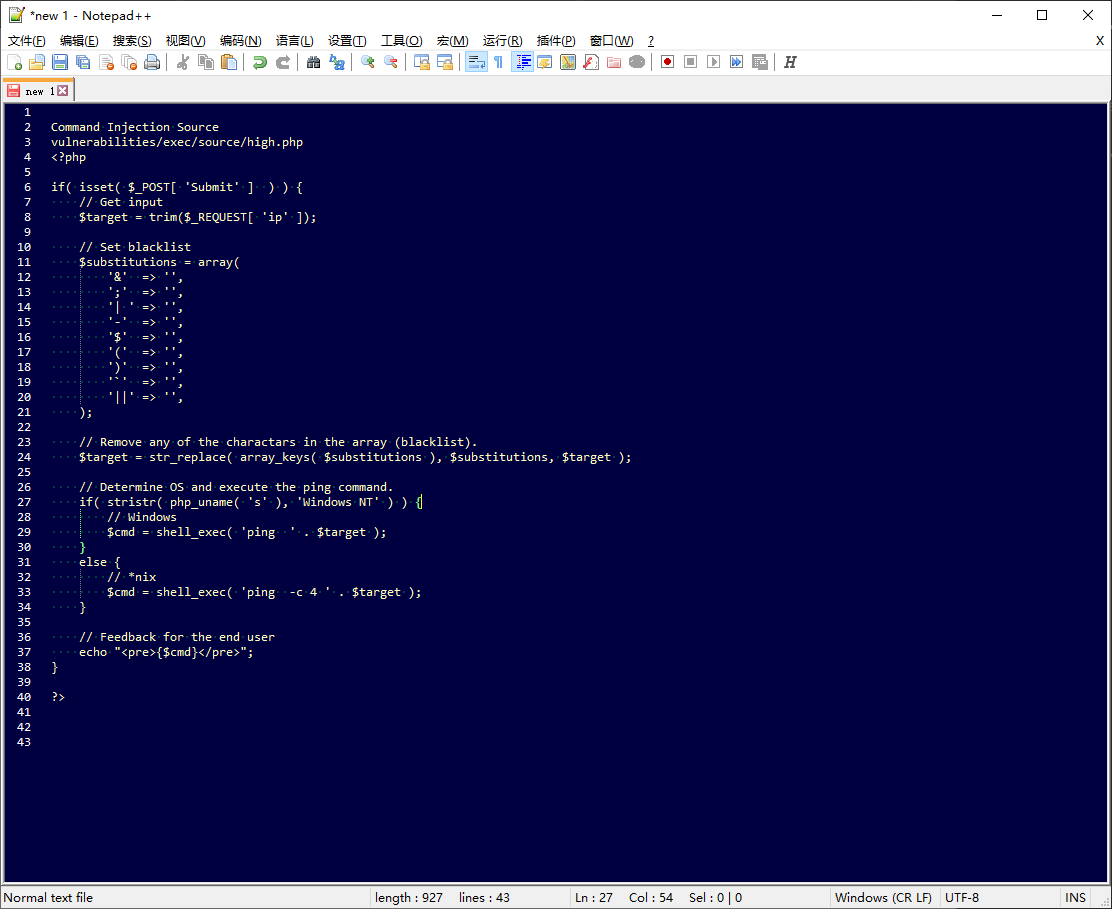 *new 1 - Notepad++
文件(F) 编辑(E) 搜索(S) 视图(V) 编码(N) 语言(L) 设置(T) 工具(O) 宏(M) 运行(R) 插件(P) 窗口(W) ? X
new 1
1
2 Command Injection Source
3 vulnerabilities/exec/source/high.php
4 <?php
5
6 if( isset( $_POST[ 'Submit' ]  ) ) {
7     // Get input
8     $target = trim($_REQUEST[ 'ip' ]);
9
10     // Set blacklist
11     $substitutions = array(
12         '&'  => '',
13         ';'  => '',
14         '| ' => '',
15         '-'  => '',
16         '$'  => '',
17         '('  => '',
18         ')'  => '',
19         '`'  => '',
20         '||' => '',
21     );
22
23     // Remove any of the charactars in the array (blacklist).
24     $target = str_replace( array_keys( $substitutions ), $substitutions, $target );
25
26     // Determine OS and execute the ping command.
27     if( stristr( php_uname( 's' ), 'Windows NT' ) ) {
28         // Windows
29         $cmd = shell_exec( 'ping  ' . $target );
30     }
31     else {
32         // *nix
33         $cmd = shell_exec( 'ping  -c 4 ' . $target );
34     }
35
36     // Feedback for the end user
37     echo "<pre>{$cmd}</pre>";
38 }
39
40 ?>
41
42
43
Normal text file length : 927 lines : 43 Ln : 27 Col : 54 Sel : 0 | 0 Windows (CR LF) UTF-8 INS